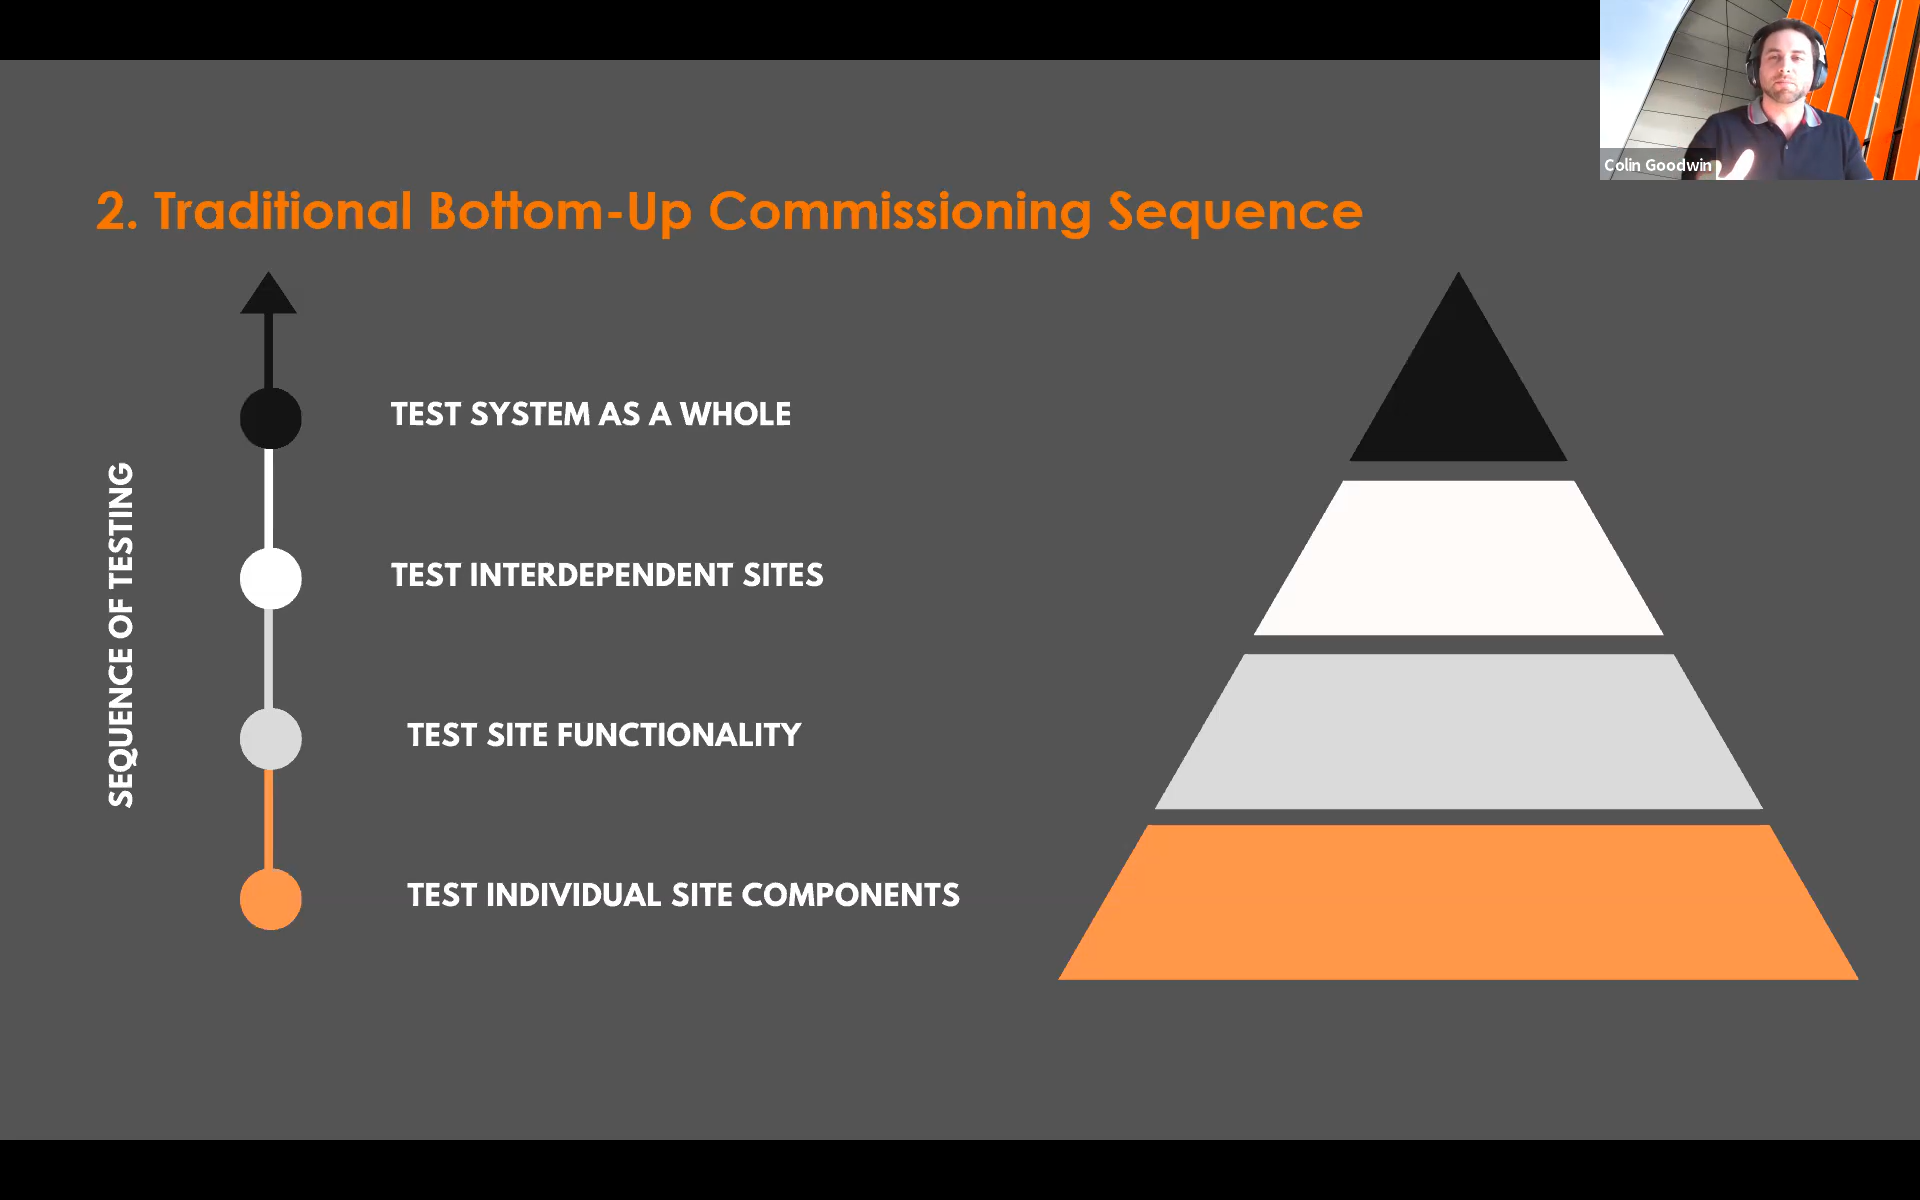 Colin Goodwin
2. Traditional Bottom-Up Commissioning Sequence
SEQUENCE OF TESTING
TEST SYSTEM AS A WHOLE
TEST INTERDEPENDENT SITES
TEST SITE FUNCTIONALITY
TEST INDIVIDUAL SITE COMPONENTS